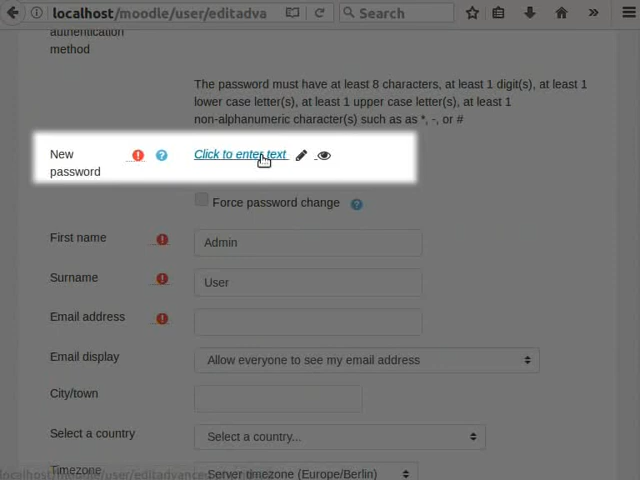 localhost/moodle/user/editadva
Search
authentication
method
The password must have at least 8 characters, at least 1 digit(s), at least 1
lower case letter(s), at least 1 upper case letter(s), at least 1
non-alphanumeric character(s) such as as *, -, or #
New
password
Click to enter text
Force password change
First name
Admin
Surname
User
Email address
Email display
Allow everyone to see my email address
City/town
Select a country
Select a country...
Timezone
Server timezone (Europe/Berlin)
localhost/moodle/user/editadvance